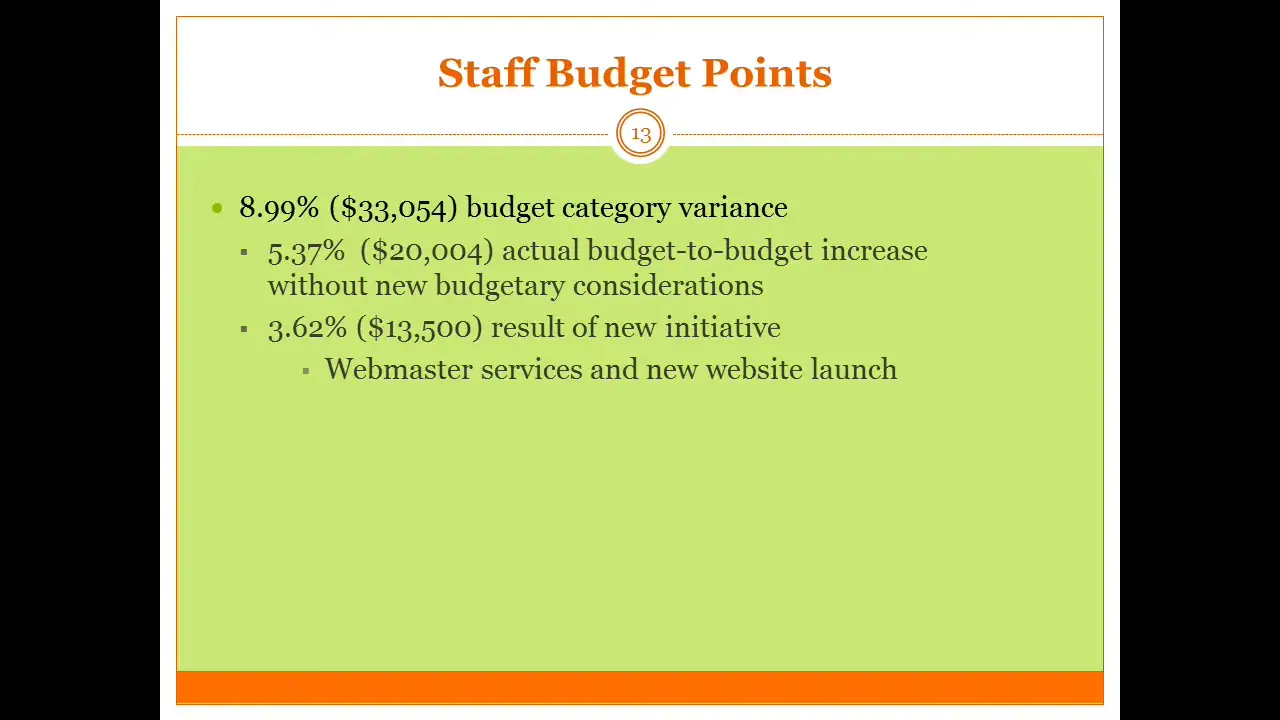 Staff Budget Points
13
• 8.99% ($33,054) budget category variance
▪ 5.37% ($20,004) actual budget-to-budget increase
without new budgetary considerations
▪ 3.62% ($13,500) result of new initiative
▪ Webmaster services and new website launch